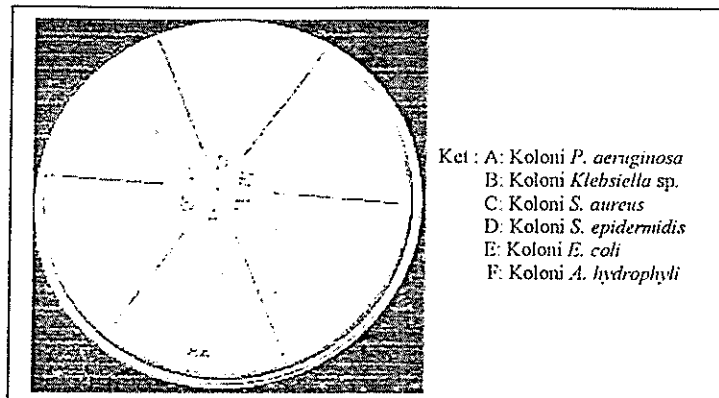 Ket : A: Koloni P. aeruginosa
B: Koloni Klebsiella sp.
C: Koloni S. aureus
D: Koloni S. epidermidis
E: Koloni E. coli
F: Koloni A. hydrophyli